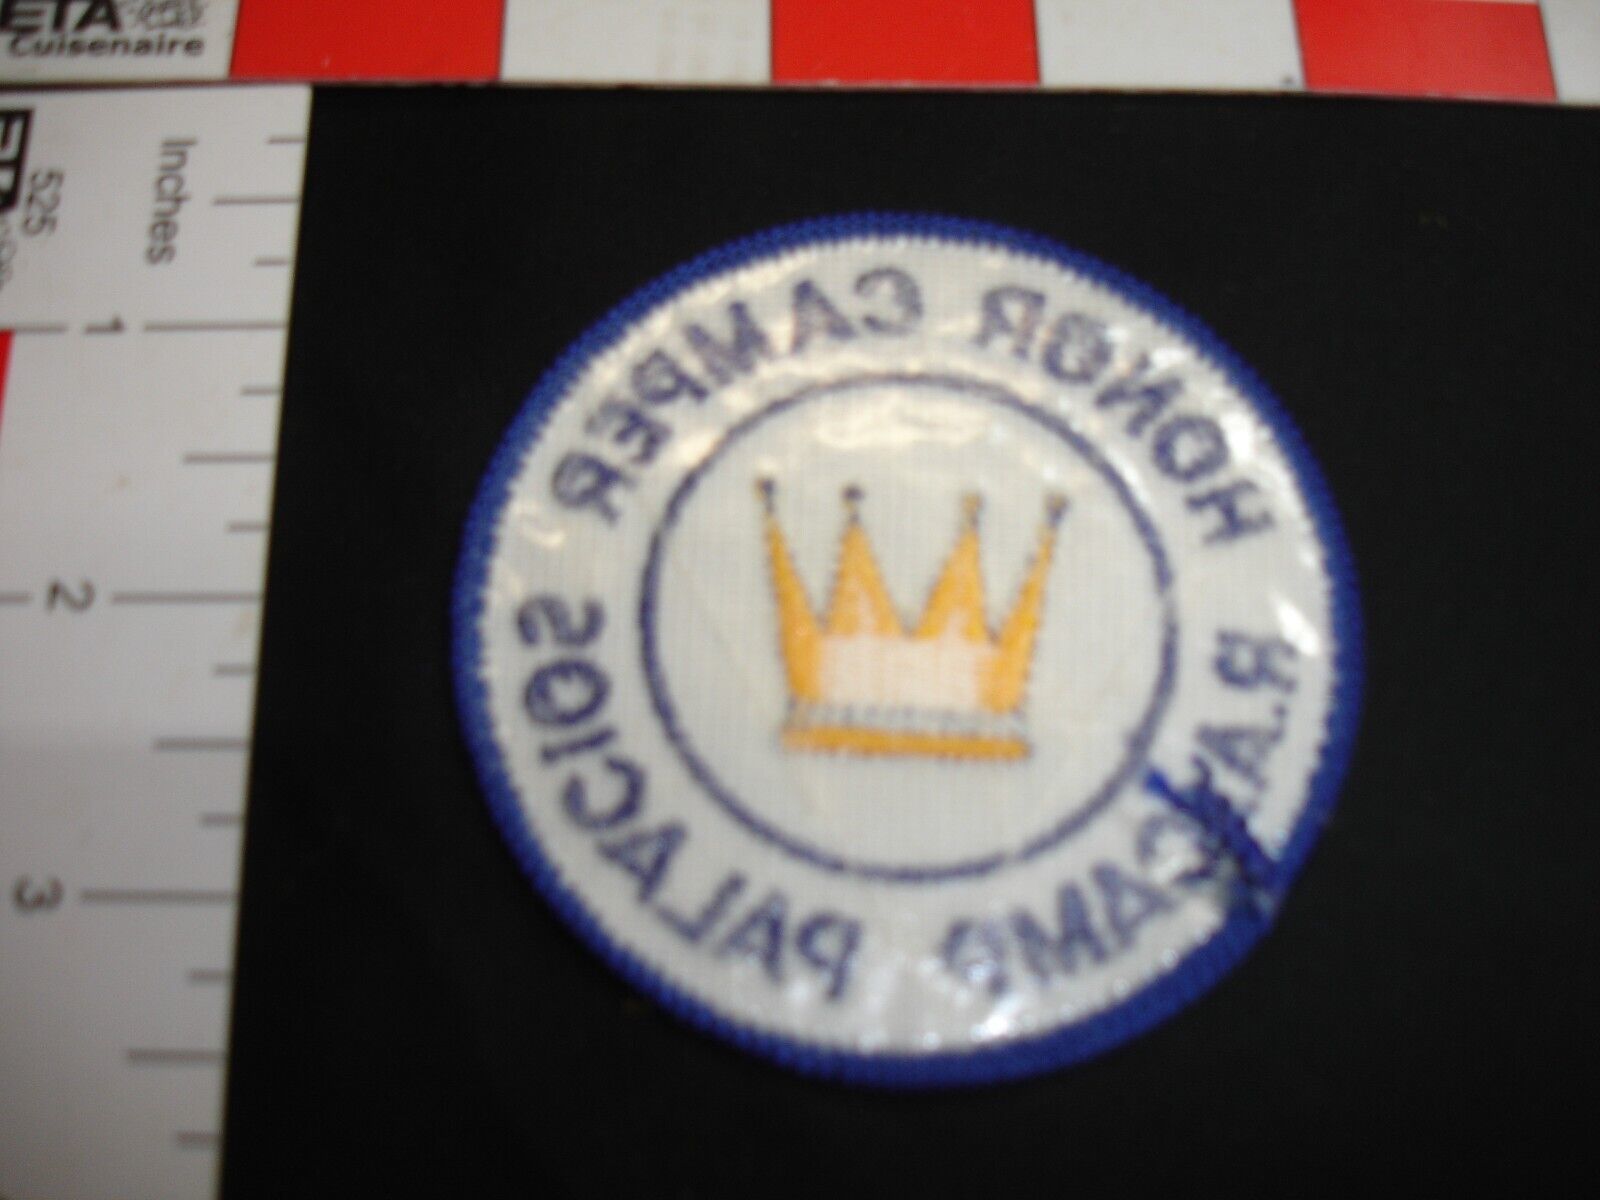 ETA
Cuisenaire
Inches
525
1
2
3
HONOR CAMPER
R.A. CAMP PALACIOS